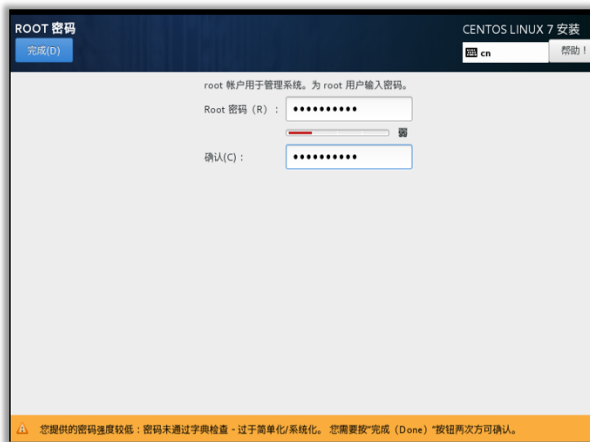 ROOT 密码
CENTOS LINUX 7 安装
完成(D)
cn
帮助！
root 帐户用于管理系统。为 root 用户输入密码。
Root 密码（R）：
••••••••••
弱
确认(C)：
••••••••••
您提供的密码强度较低：密码未通过字典检查 - 过于简单化/系统化。 您需要按“完成（Done）”按钮两次方可确认。